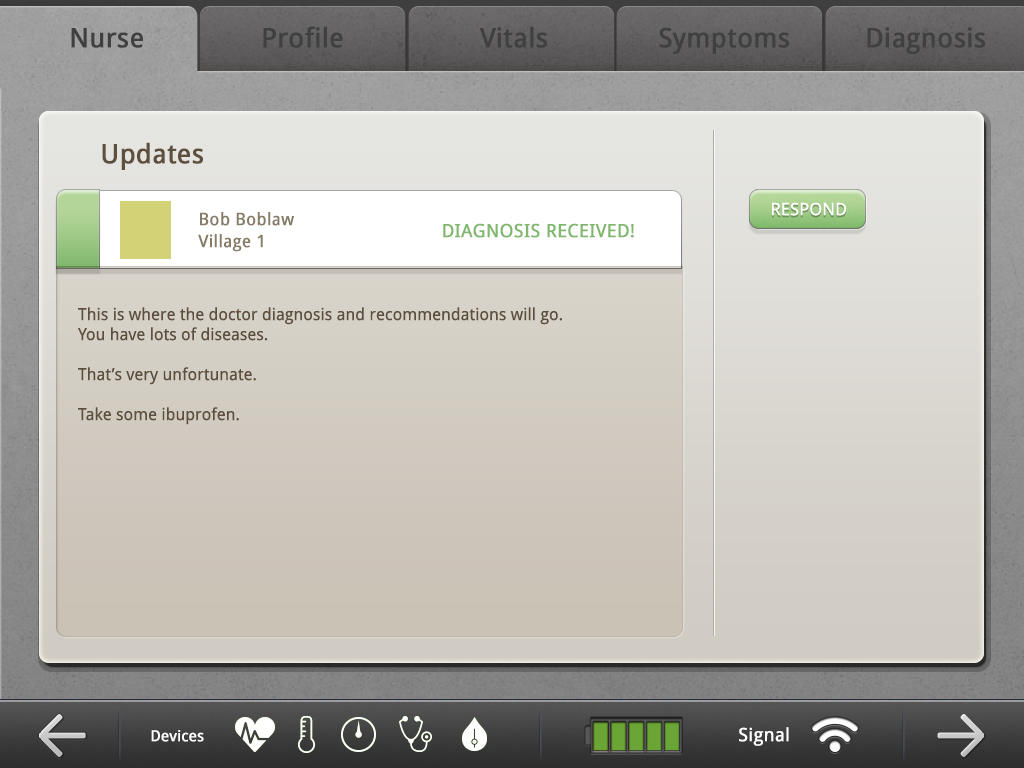 Nurse
Profile
Vitals
Symptoms
Diagnosis
Updates
Bob Boblaw
Village 1
DIAGNOSIS RECEIVED!
RESPOND
This is where the doctor diagnosis and recommendations will go.
You have lots of diseases.
That’s very unfortunate.
Take some ibuprofen.
Devices
Signal